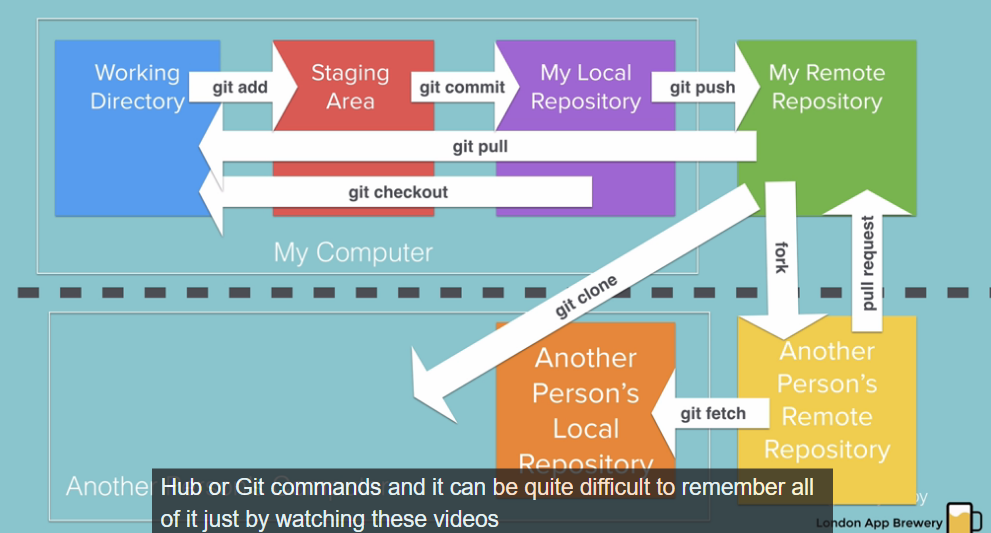 Working
Directory
git add
Staging
Area
git commit
My Local
Repository
git push
My Remote
Repository
git pull
git checkout
My Computer
git clone
fork
pull request
Another
Person's
Local
Repository
git fetch
Another
Person's
Remote
Repository
Another
Hub or Git commands and it can be quite difficult to remember all
of it just by watching these videos
London App Brewery